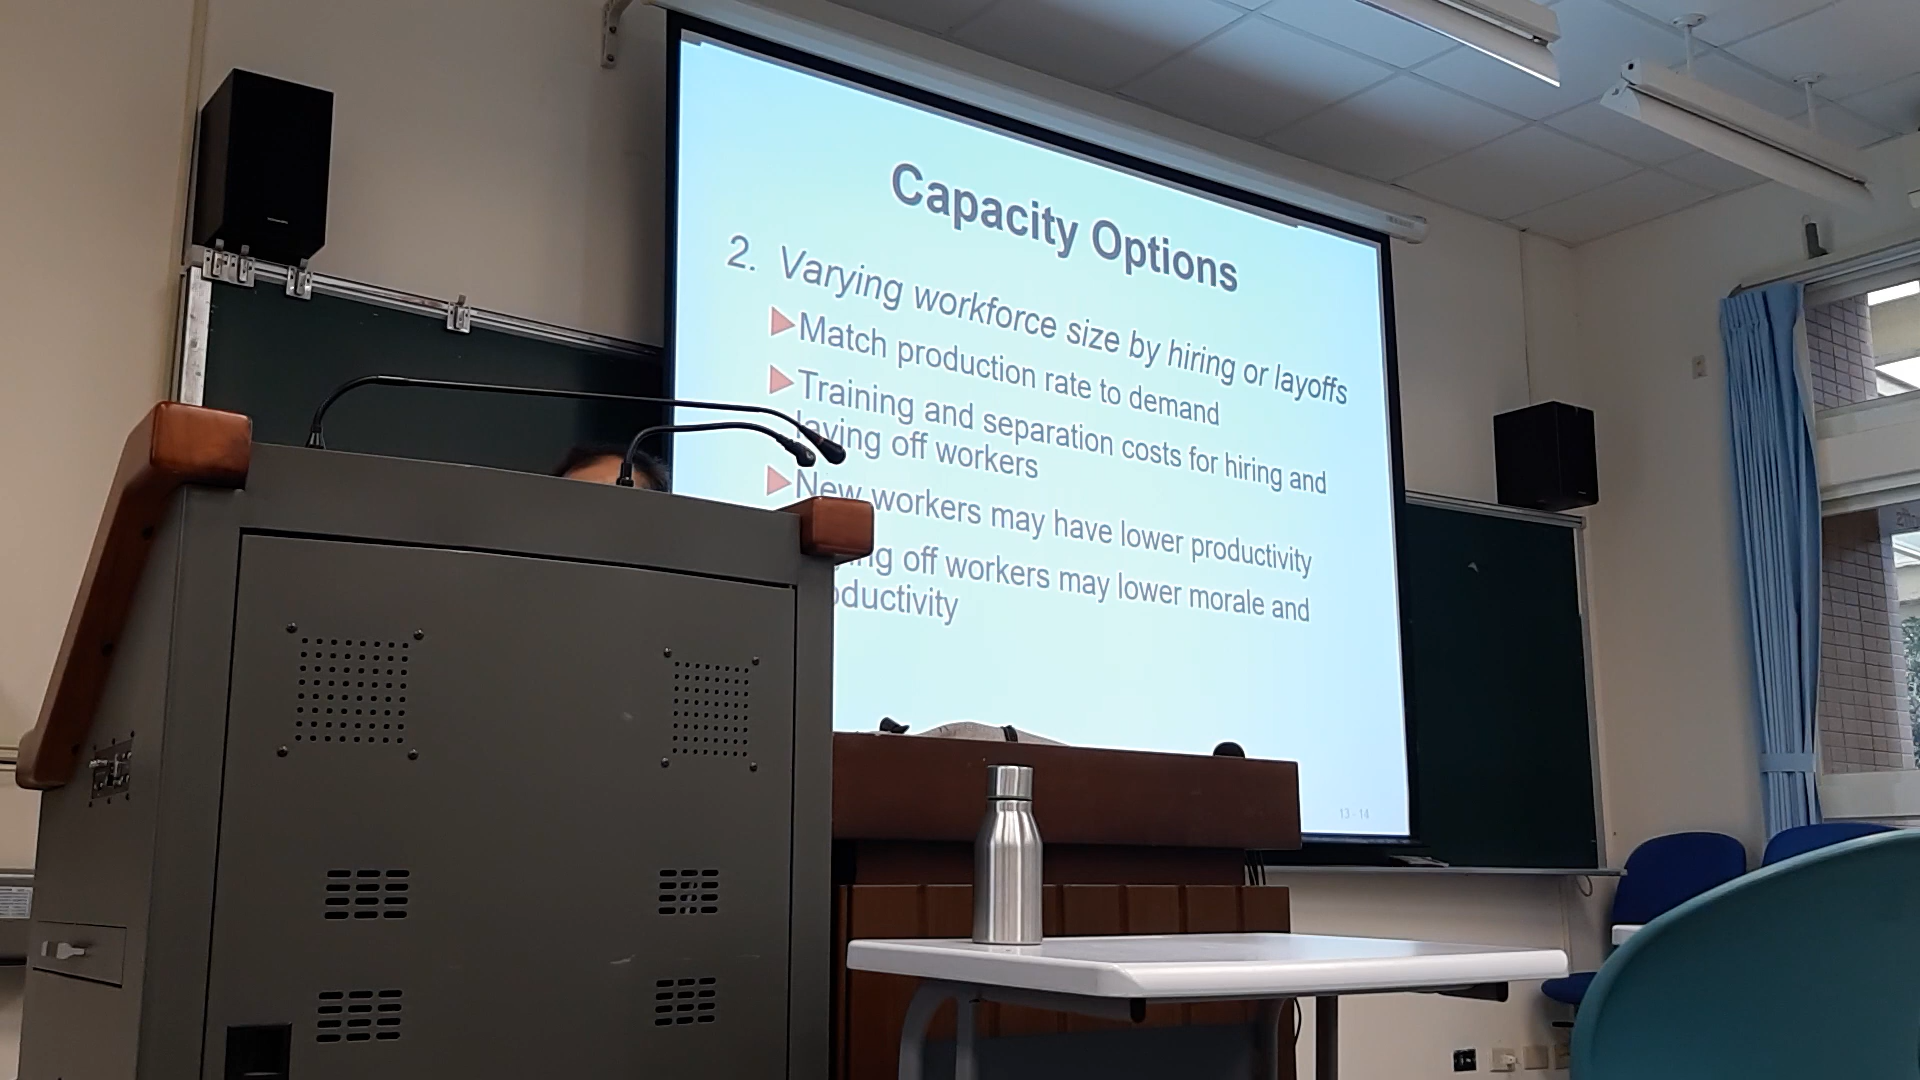 Capacity Options
2. Varying workforce size by hiring or layoffs
Match production rate to demand
Training and separation costs for hiring and
laying off workers
New workers may have lower productivity
off workers may lower morale and
13 - 14